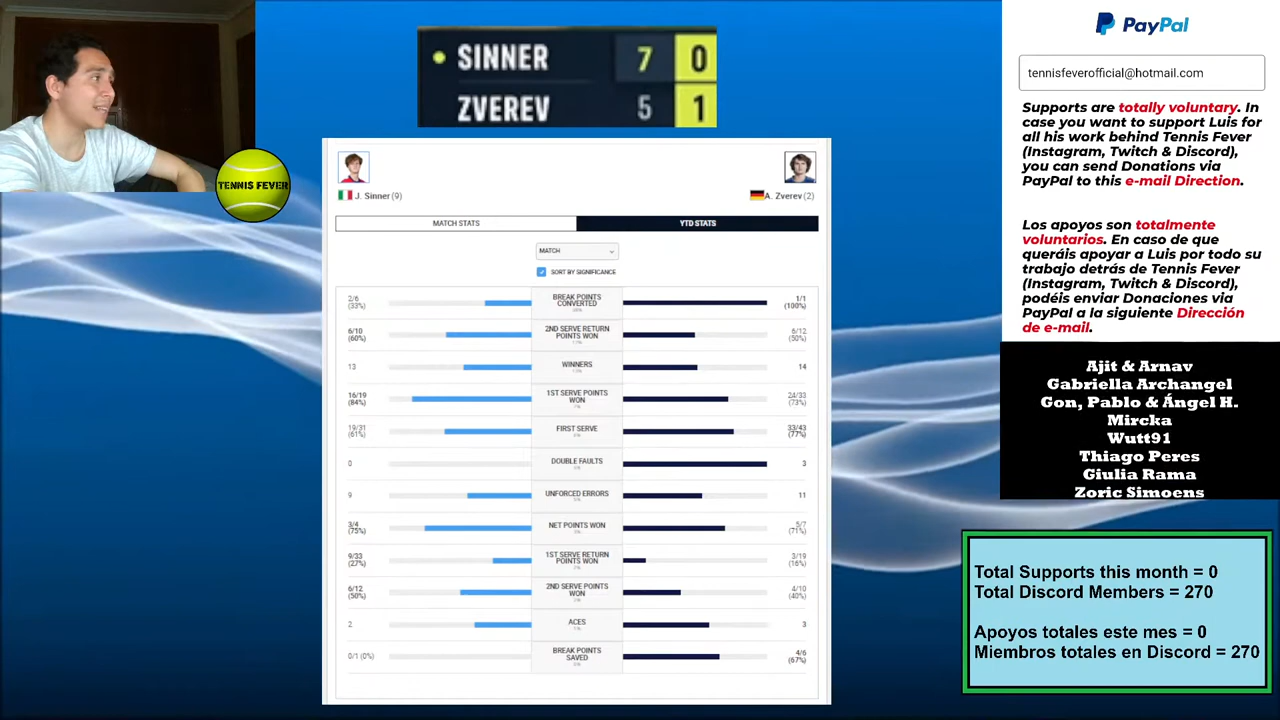 SINNER 7 0
ZVEREV 5 1
TENNIS FEVER
J. Sinner (9)
A. Zverev (2)
MATCH STATS
YTD STATS
MATCH
SORT BY SIGNIFICANCE
2/6
(33%)
BREAK POINTS
CONVERTED
1/1
(100%)
6/10
(60%)
2ND SERVE RETURN
POINTS WON
6/12
(50%)
13
WINNERS
14
16/19
(84%)
1ST SERVE POINTS
WON
24/33
(73%)
19/31
(61%)
FIRST SERVE
33/43
(77%)
0
DOUBLE FAULTS
3
9
UNFORCED ERRORS
11
3/4
(75%)
NET POINTS WON
5/7
(71%)
9/33
(27%)
1ST SERVE RETURN
POINTS WON
3/19
(16%)
6/12
(50%)
2ND SERVE POINTS
WON
4/10
(40%)
2
ACES
3
0/1 (0%)
BREAK POINTS
SAVED
4/6
(67%)
PayPal
tennisfeverofficial@hotmail.com
Supports are totally voluntary. In
case you want to support Luis for
all his work behind Tennis Fever
(Instagram, Twitch & Discord),
you can send Donations via
PayPal to this e-mail Direction.
Los apoyos son totalmente
voluntarios. En caso de que
queráis apoyar a Luis por todo su
trabajo detrás de Tennis Fever
(Instagram, Twitch & Discord),
podéis enviar Donaciones via
PayPal a la siguiente Dirección
de e-mail.
Ajit & Arnav
Gabriella Archangel
Gon, Pablo & Ángel H.
Mircka
Wutt91
Thiago Peres
Giulia Rama
Zoric Simoens
Total Supports this month = 0
Total Discord Members = 270
Apoyos totales este mes = 0
Miembros totales en Discord = 270